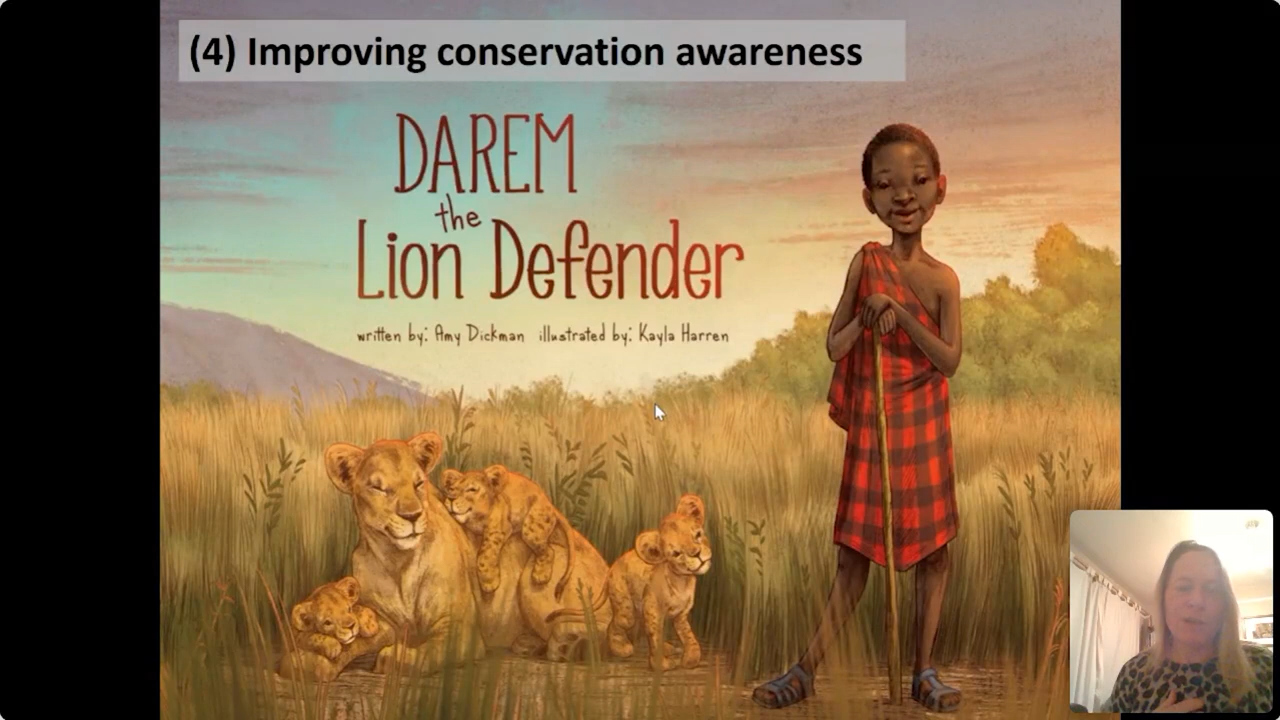 (4) Improving conservation awareness
DAREM
the
Lion Defender
written by: Amy Dickman illustrated by: Kayla Harren